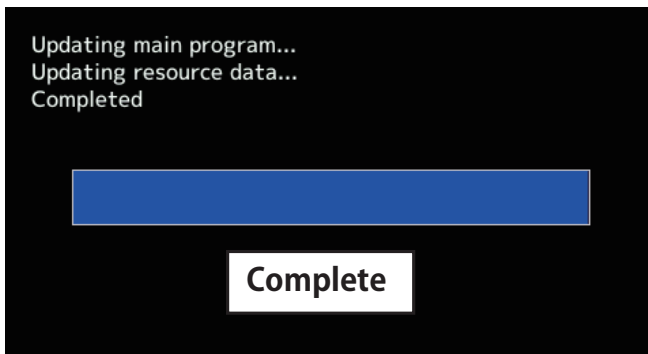 Updating main program...
Updating resource data...
Completed
Complete